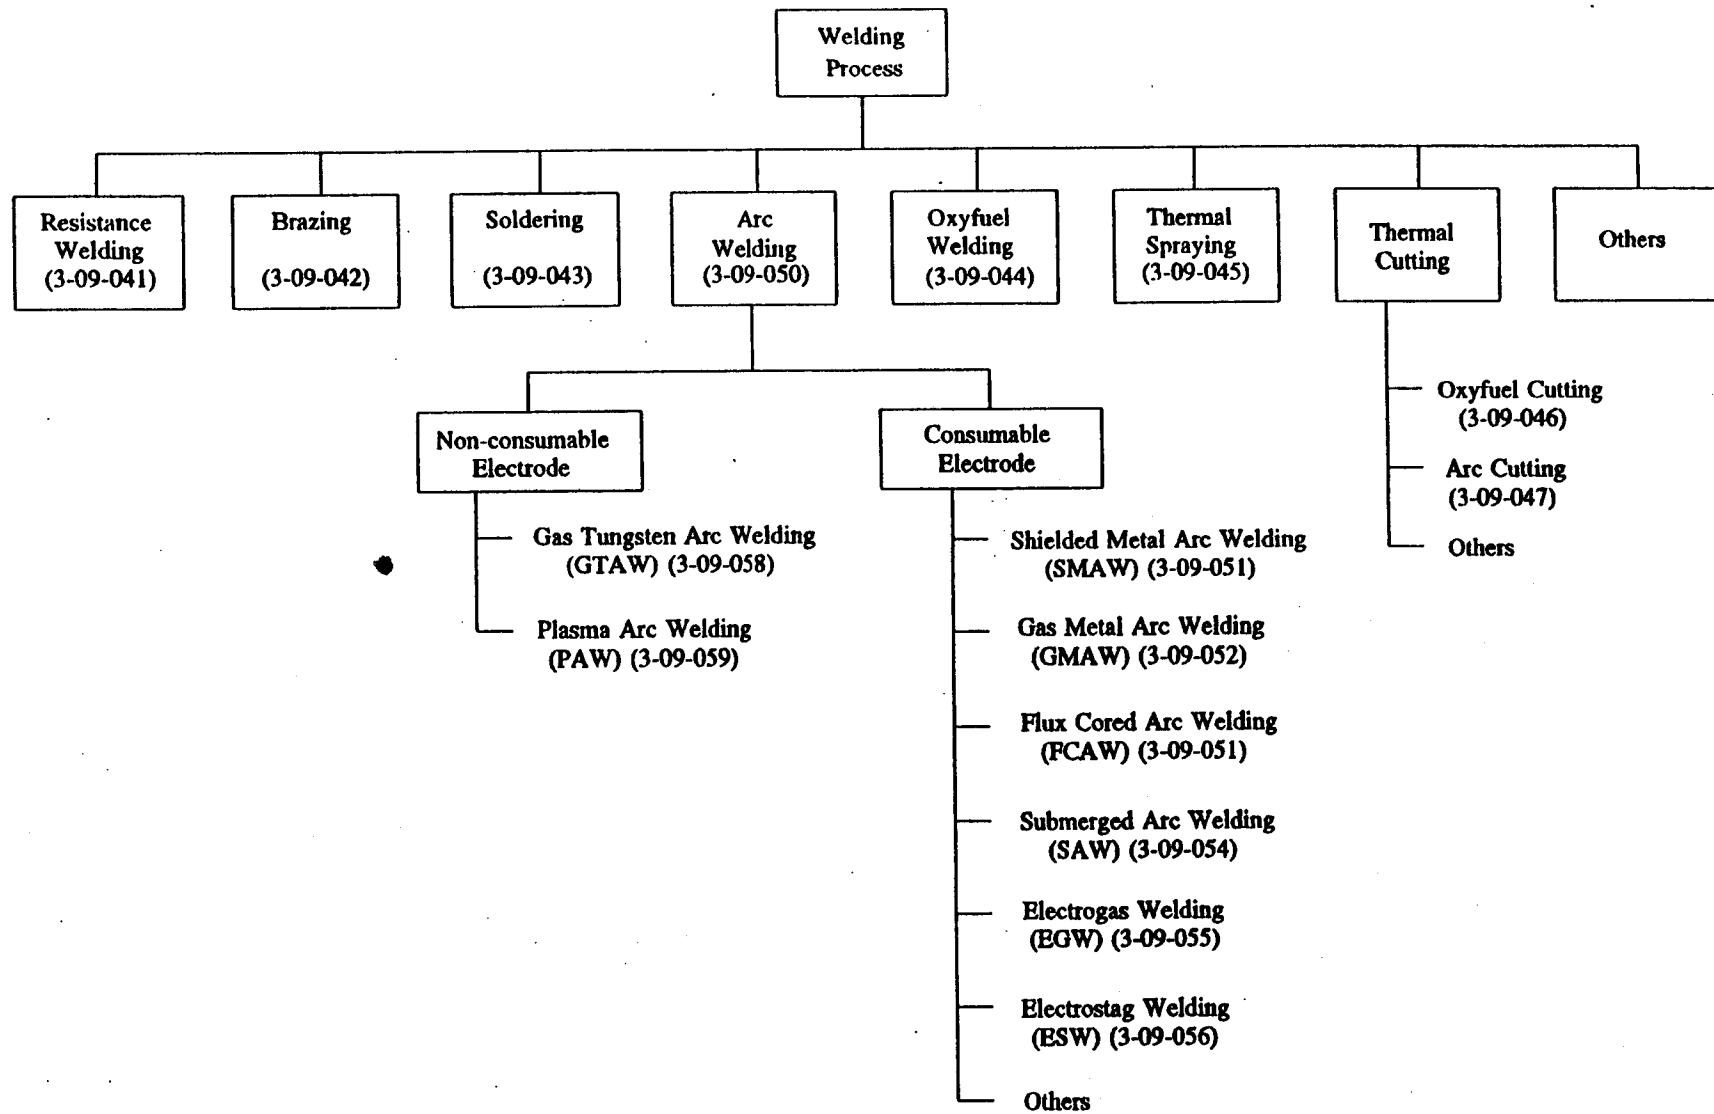 Welding
Process
Resistance
Welding
(3-09-041)
Brazing
(3-09-042)
Soldering
(3-09-043)
Arc
Welding
(3-09-050)
Oxyfuel
Welding
(3-09-044)
Thermal
Spraying
(3-09-045)
Thermal
Cutting
Others
Oxyfuel Cutting
(3-09-046)
Arc Cutting
(3-09-047)
Others
Non-consumable
Electrode
Gas Tungsten Arc Welding
(GTAW) (3-09-058)
Plasma Arc Welding
(PAW) (3-09-059)
Consumable
Electrode
Shielded Metal Arc Welding
(SMAW) (3-09-051)
Gas Metal Arc Welding
(GMAW) (3-09-052)
Flux Cored Arc Welding
(FCAW) (3-09-051)
Submerged Arc Welding
(SAW) (3-09-054)
Electrogas Welding
(EGW) (3-09-055)
Electrostag Welding
(ESW) (3-09-056)
Others